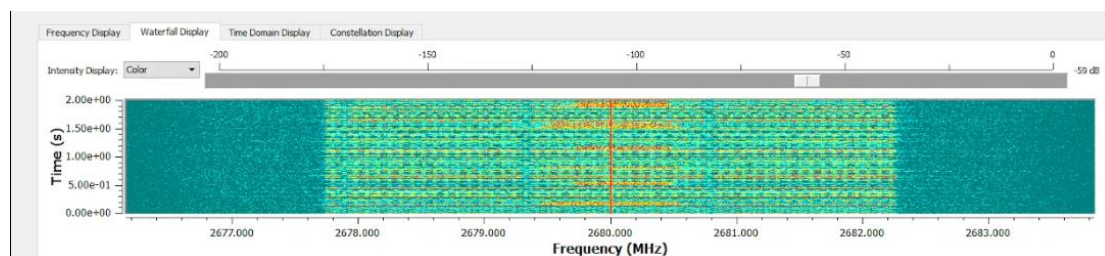 Frequency Display Waterfall Display Time Domain Display Constellation Display
-200 -150 -100 -50 0
Intensity Display: Color -59 dB
2.00e+00
1.50e+00
1.00e+00
5.00e-01
0.00e+00
Time (s)
2677.000 2678.000 2679.000 2680.000 2681.000 2682.000 2683.000
Frequency (MHz)